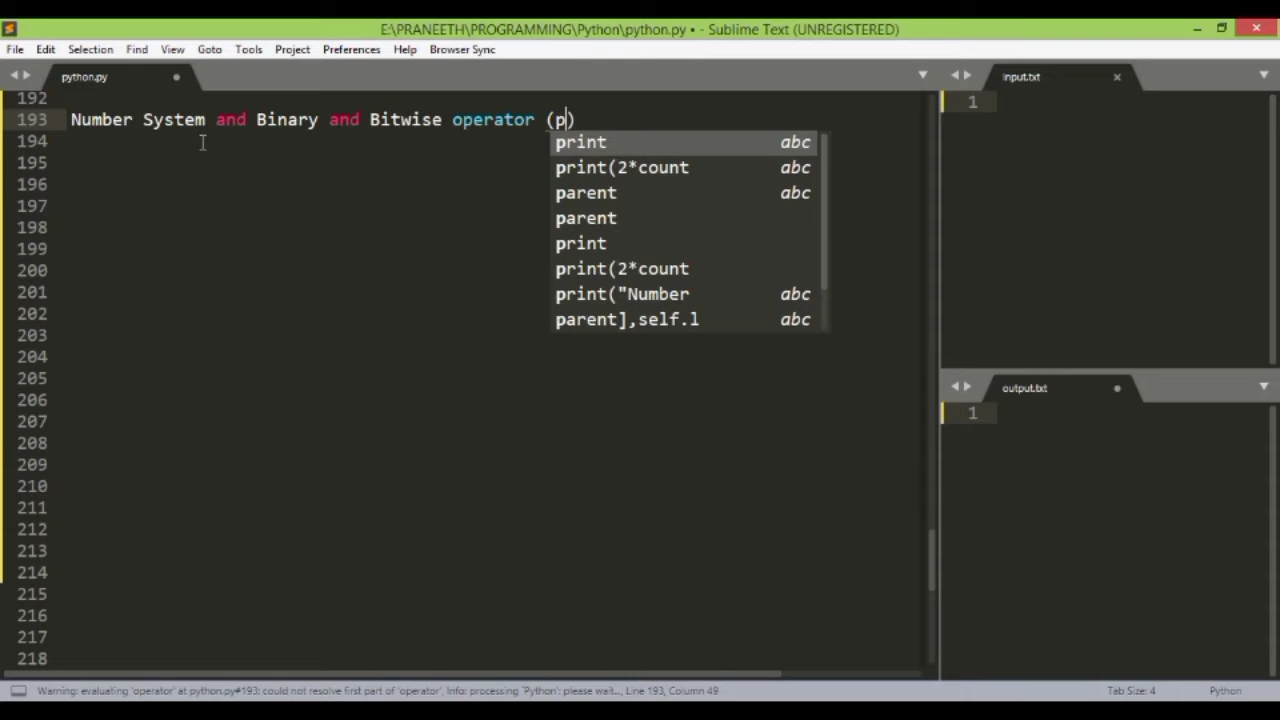 E:\PRANEETH\PROGRAMMING\Python\python.py • - Sublime Text (UNREGISTERED)
File Edit Selection Find View Goto Tools Project Preferences Help Browser Sync
python.py
192
193 Number System and Binary and Bitwise operator (p)
194
195
196
197
198
199
200
201
202
203
204
205
206
207
208
209
210
211
212
213
214
215
216
217
218
print abc
print(2*count abc
parent abc
parent
print
print(2*count
print("Number abc
parent],self.l abc
input.txt
1
output.txt
1
Warning: evaluating 'operator' at python.py#193: could not resolve first part of 'operator', Info: processing 'Python': please wait..., Line 193, Column 49
Tab Size: 4
Python